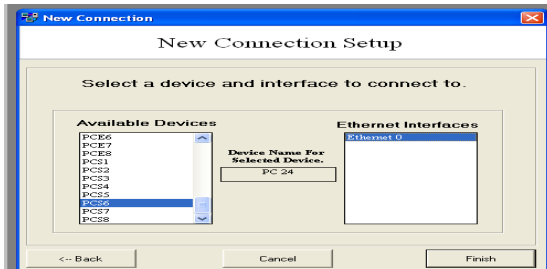 New Connection
New Connection Setup
Select a device and interface to connect to.
Available Devices
PCE6
PCE7
PCE8
PCS1
PCS2
PCS3
PCS4
PCS5
PCS6
PCS7
PCS8
Device Name For
Selected Device.
PC 24
Ethernet Interfaces
Ethernet 0
<-- Back
Cancel
Finish